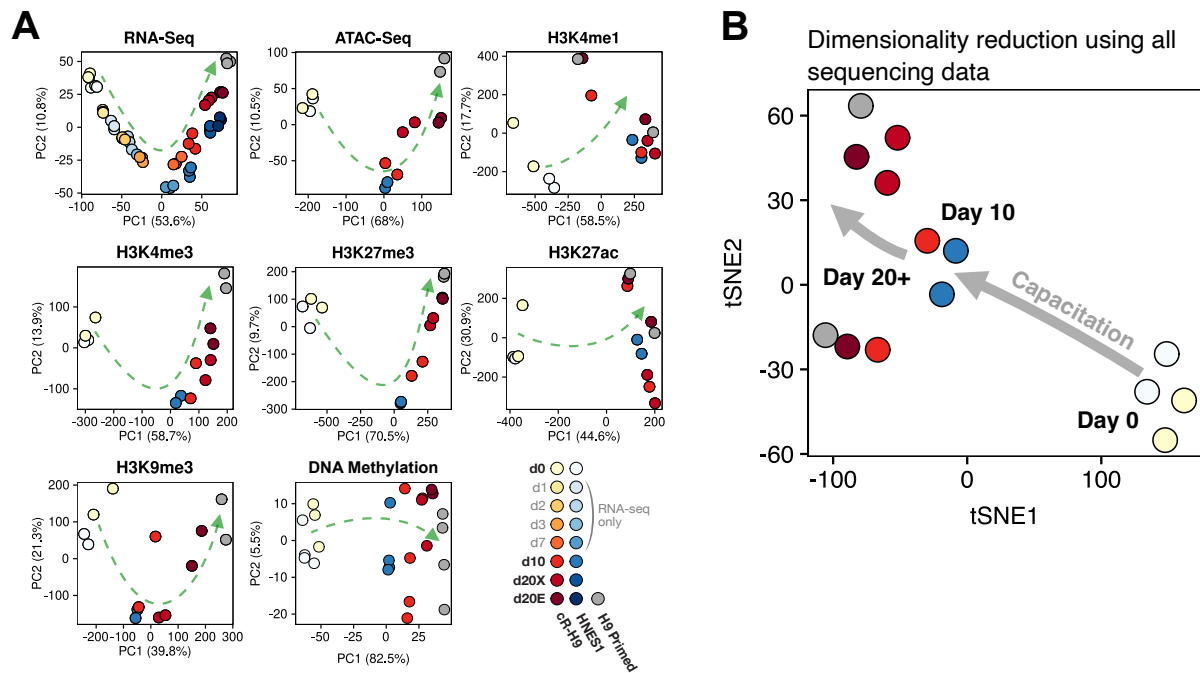 A
RNA-Seq
50
25
0
-25
-50
-100
-50
0
50
PC2 (10.8%)
PC1 (53.6%)
ATAC-Seq
100
50
0
-50
-200
-100
0
100
PC2 (10.5%)
PC1 (68%)
H3K4me1
400
200
0
-200
-500
-250
0
250
PC2 (17.7%)
PC1 (58.5%)
H3K4me3
100
0
-100
-300
-200
-100
0
100
200
PC2 (13.9%)
PC1 (58.7%)
H3K27me3
200
100
0
-100
-200
-300
-500
-250
0
250
PC2 (9.7%)
PC1 (70.5%)
H3K27ac
200
0
-200
-400
-200
0
200
PC2 (30.9%)
PC1 (44.6%)
H3K9me3
200
100
0
-100
-200
-100
0
100
200
300
PC2 (21.3%)
PC1 (39.8%)
DNA Methylation
10
0
-10
-20
-50
-25
0
25
PC2 (5.5%)
PC1 (82.5%)
d0
d1
d2
d3
d7
d10
d20X
d20E
RNA-seq
only
cR-H9
HNES1
H9 Primed
B
Dimensionality reduction using all
sequencing data
30
0
-30
-60
-100
0
100
tSNE2
tSNE1
Day 10
Day 20+
Capacitation
Day 0